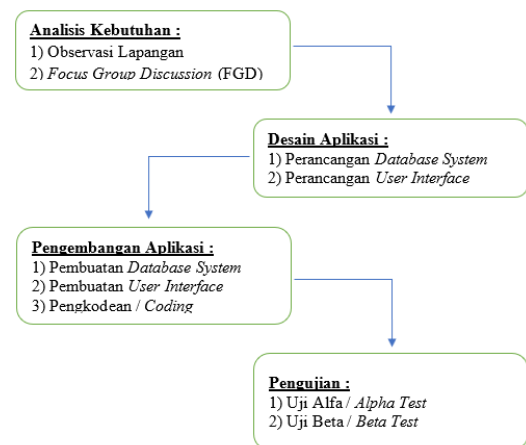 Analisis Kebutuhan :
1) Observasi Lapangan
2) Focus Group Discussion (FGD)
Desain Aplikasi :
1) Perancangan Database System
2) Perancangan User Interface
Pengembangan Aplikasi :
1) Pembuatan Database System
2) Pembuatan User Interface
3) Pengkodean / Coding
Pengujian :
1) Uji Alfa / Alpha Test
2) Uji Beta / Beta Test